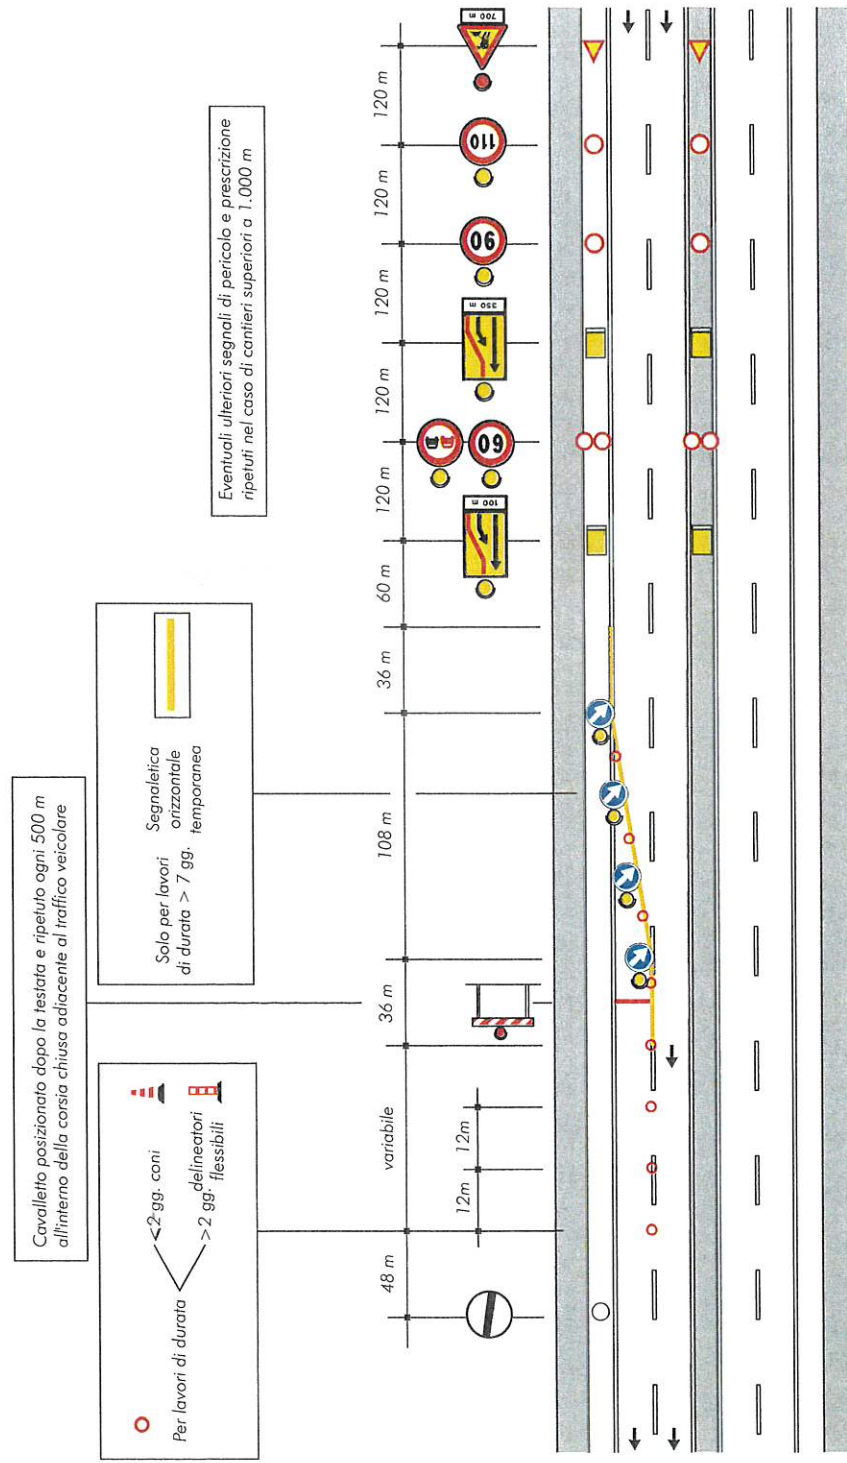 Cavalletto posizionato dopo la testata e ripetuto ogni 500 m
all'interno della corsia chiusa adiacente al traffico veicolare
Per lavori di durata
<2 gg. coni
>2 gg. delineatori
flessibili
Solo per lavori
di durata > 7 gg.
Segnaletica
orizzontale
temporanea
Eventuali ulteriori segnali di pericolo e prescrizione
ripetuti nel caso di cantieri superiori a 1.000 m
48 m
variabile
36 m
108 m
36 m
60 m
120 m
120 m
120 m
120 m
120 m
12m
12m
100 m
60
350 m
90
110
700 m